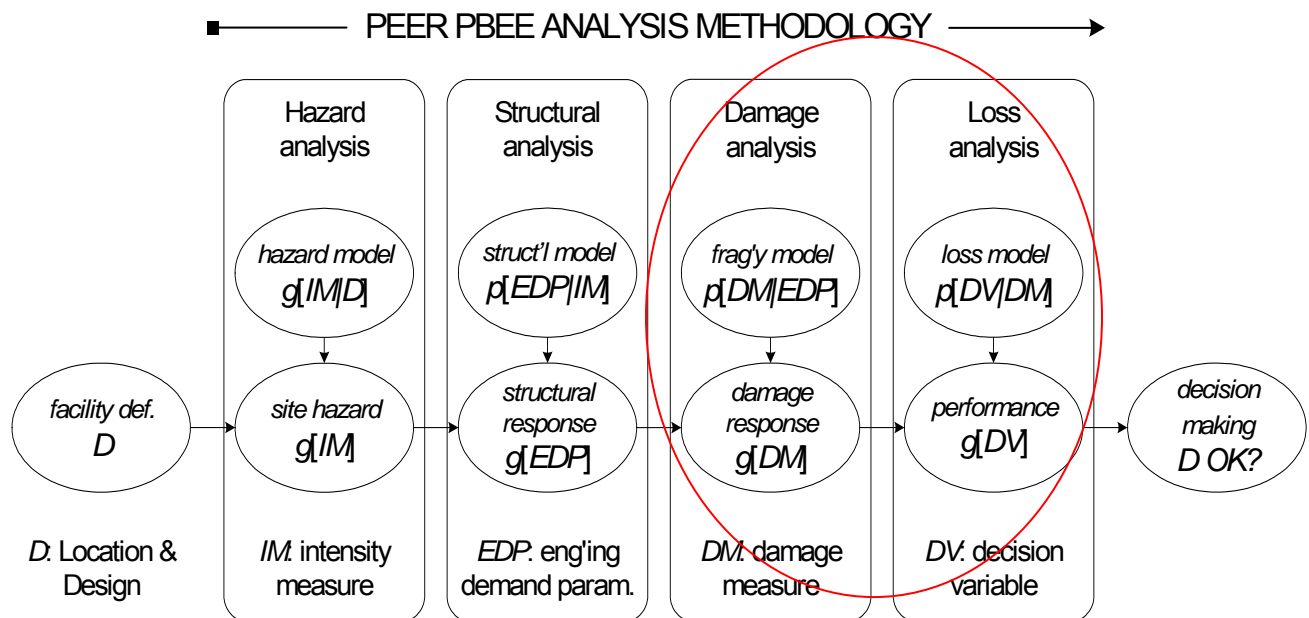 PEER PBEE ANALYSIS METHODOLOGY
Hazard
analysis
Structural
analysis
Damage
analysis
Loss
analysis
hazard model
g[IM|D]
struct'l model
p[EDP|IM]
frag'y model
p[DM|EDP]
loss model
p[DV|DM]
facility def.
D
site hazard
g[IM]
structural
response
g[EDP]
damage
response
g[DM]
performance
g[DV]
decision
making
D OK?
D: Location &
Design
IM: intensity
measure
EDP: eng'ing
demand param.
DM: damage
measure
DV: decision
variable